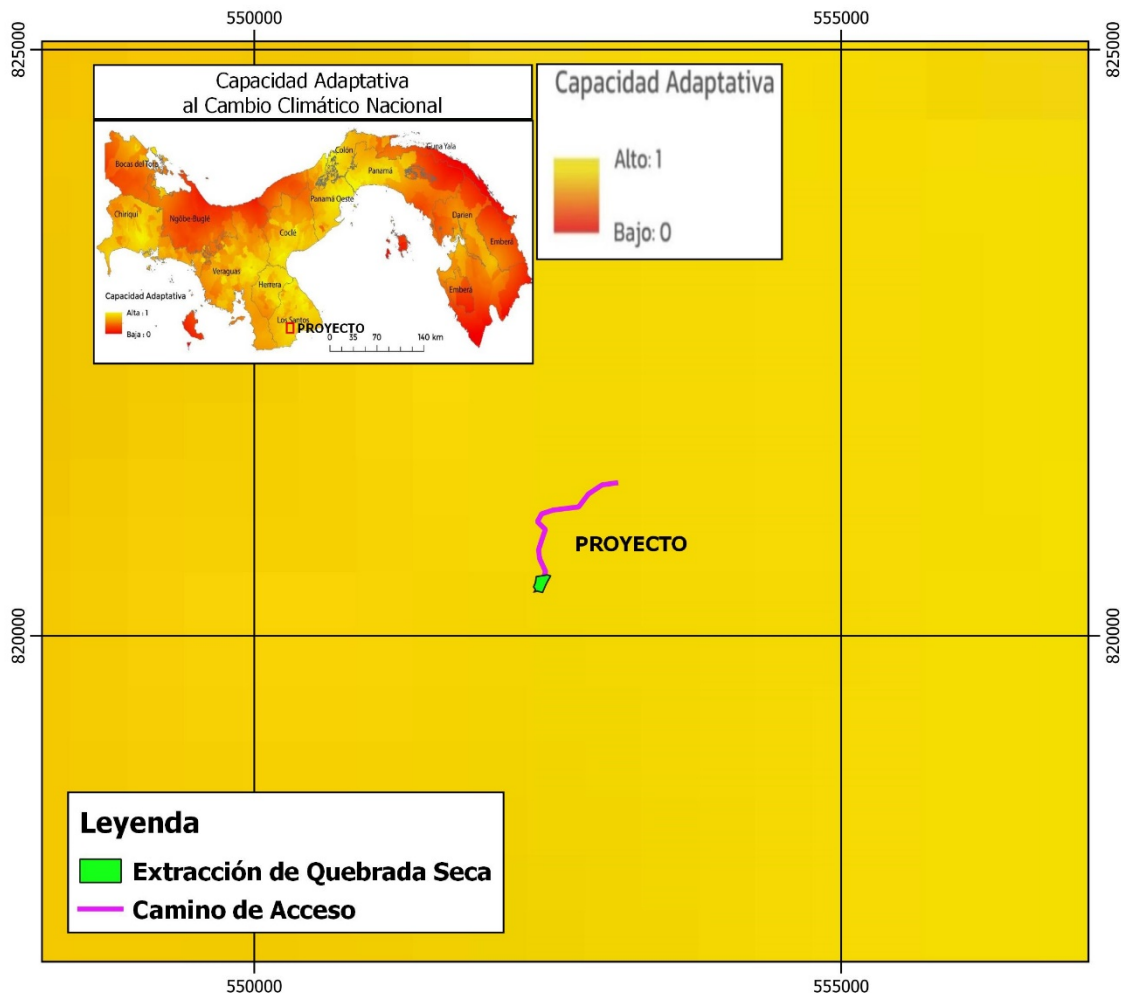 550000
555000
825000
825000
Capacidad Adaptativa
al Cambio Climático Nacional
Bocas del Toro
Chiriquí
Ngöbe-Buglé
Veraguas
Herrera
Los Santos
Coclé
Colón
Panamá Oeste
Panamá
Guna Yala
Darien
Emberá
Emberá
Capacidad Adaptativa
Alta : 1
Baja : 0
PROYECTO
0 35 70 140 km
Capacidad Adaptativa
Alto: 1
Bajo: 0
PROYECTO
820000
820000
Leyenda
Extracción de Quebrada Seca
Camino de Acceso
550000
555000